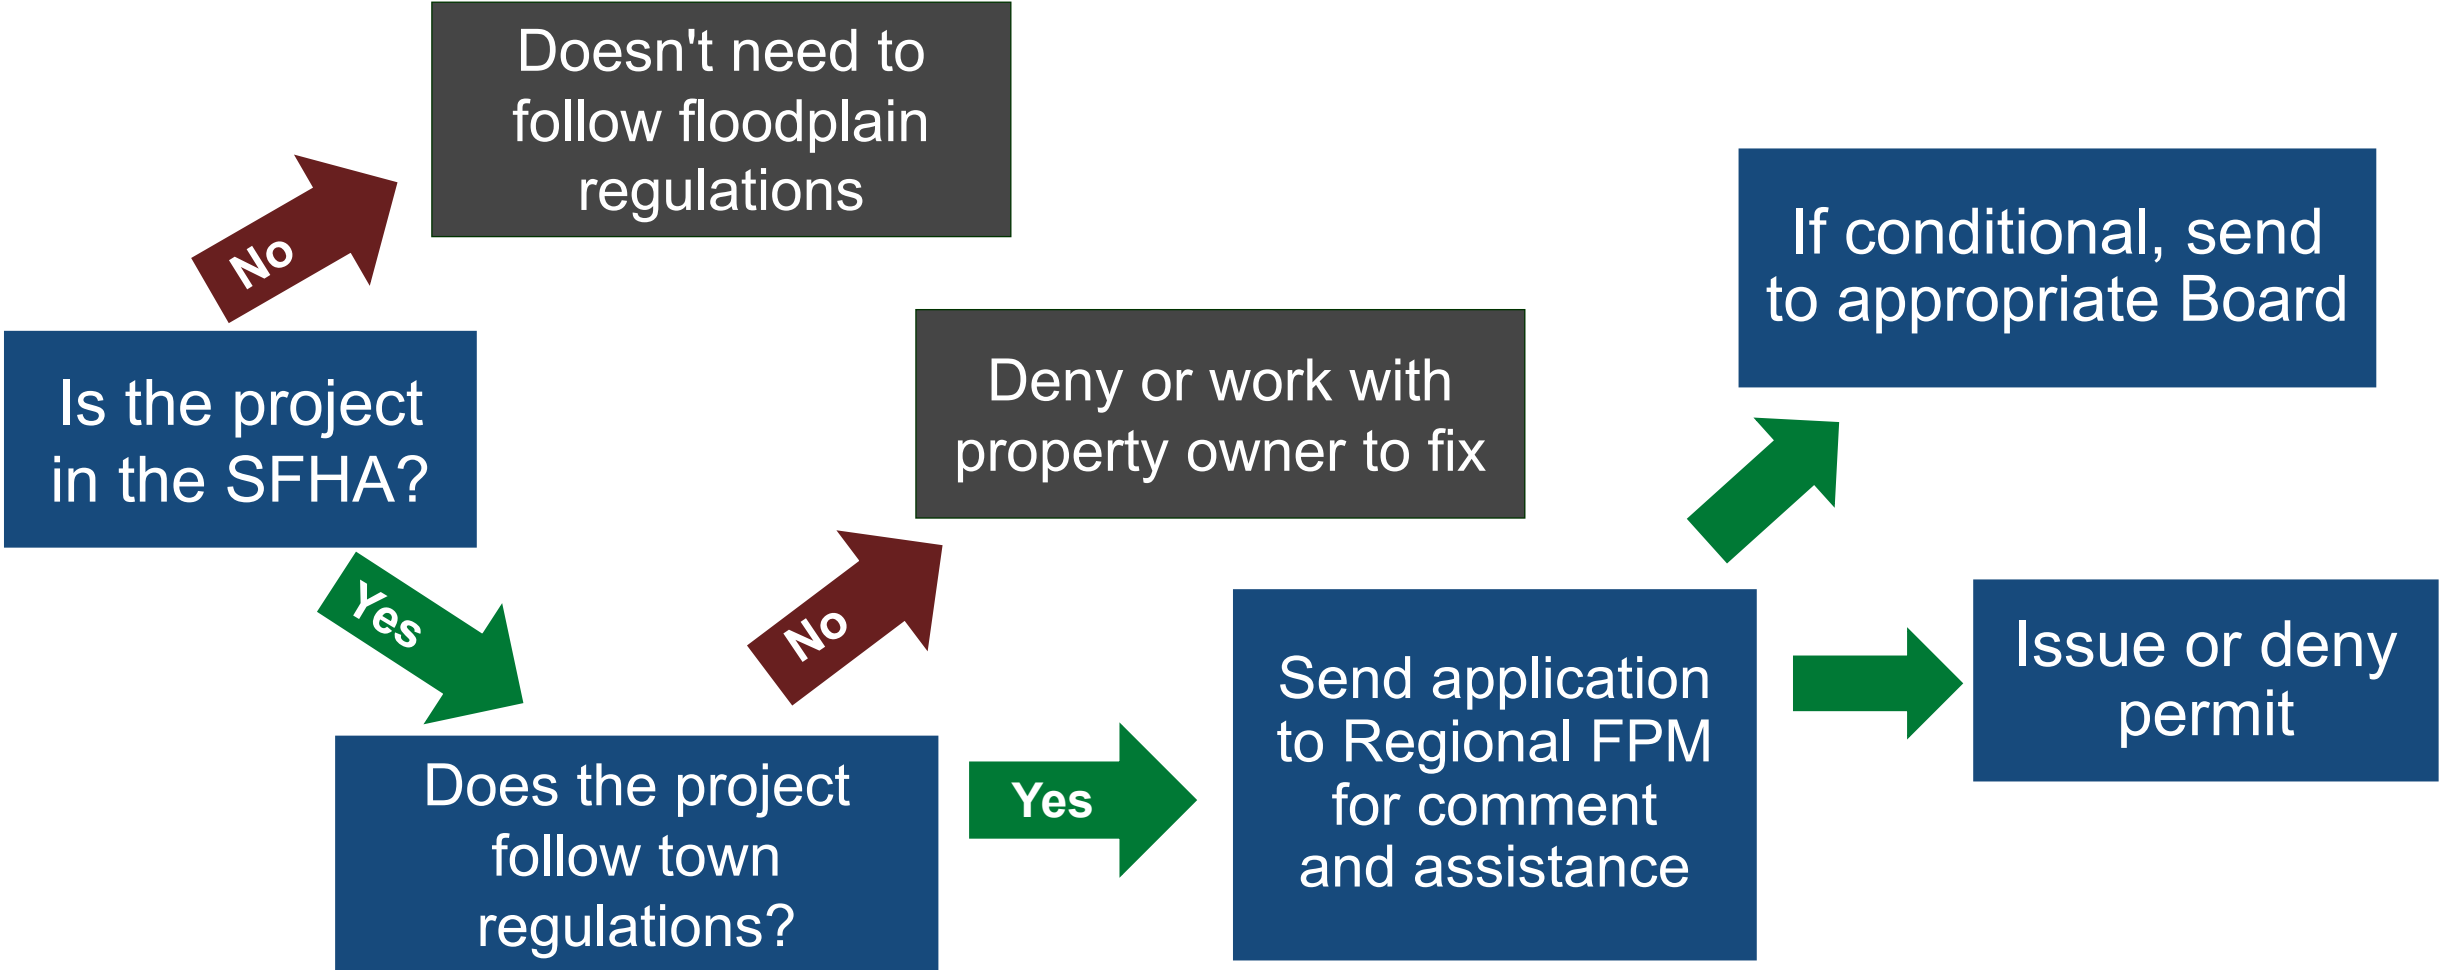 Doesn't need to
follow floodplain
regulations
No
Is the project
in the SFHA?
Yes
Does the project
follow town
regulations?
No
Deny or work with
property owner to fix
Yes
Send application
to Regional FPM
for comment
and assistance
If conditional, send
to appropriate Board
Issue or deny
permit